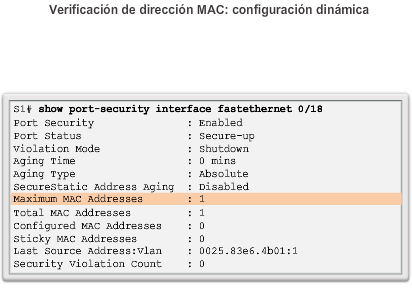 Verificación de dirección MAC: configuración dinámica
S1# show port-security interface fastethernet 0/18
Port Security : Enabled
Port Status : Secure-up
Violation Mode : Shutdown
Aging Time : 0 mins
Aging Type : Absolute
SecureStatic Address Aging : Disabled
Maximum MAC Addresses : 1
Total MAC Addresses : 1
Configured MAC Addresses : 0
Sticky MAC Addresses : 0
Last Source Address:Vlan : 0025.83e6.4b01:1
Security Violation Count : 0